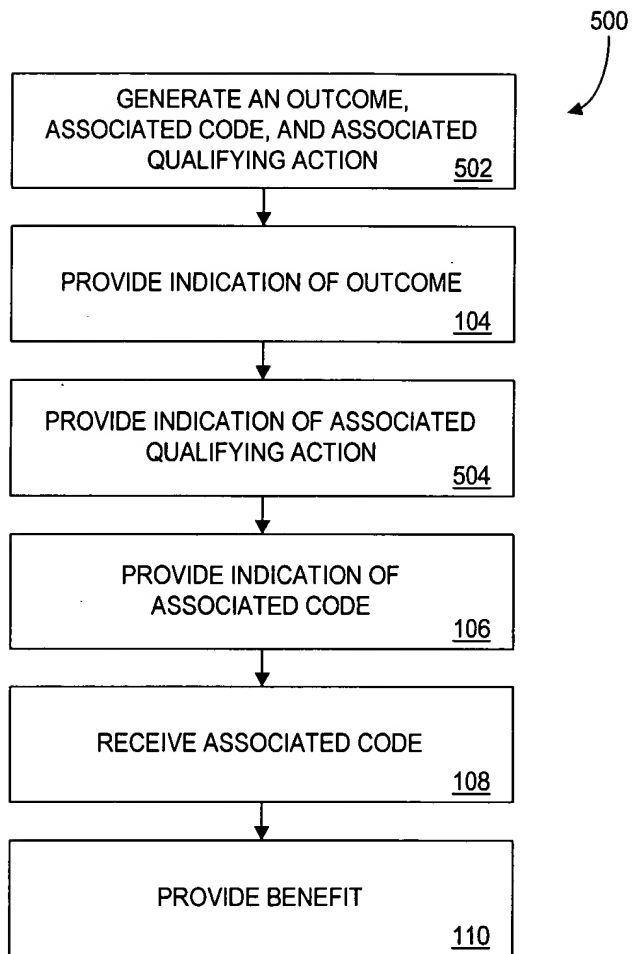 500
GENERATE AN OUTCOME,
ASSOCIATED CODE, AND ASSOCIATED
QUALIFYING ACTION
502
PROVIDE INDICATION OF OUTCOME
104
PROVIDE INDICATION OF ASSOCIATED
QUALIFYING ACTION
504
PROVIDE INDICATION OF
ASSOCIATED CODE
106
RECEIVE ASSOCIATED CODE
108
PROVIDE BENEFIT
110